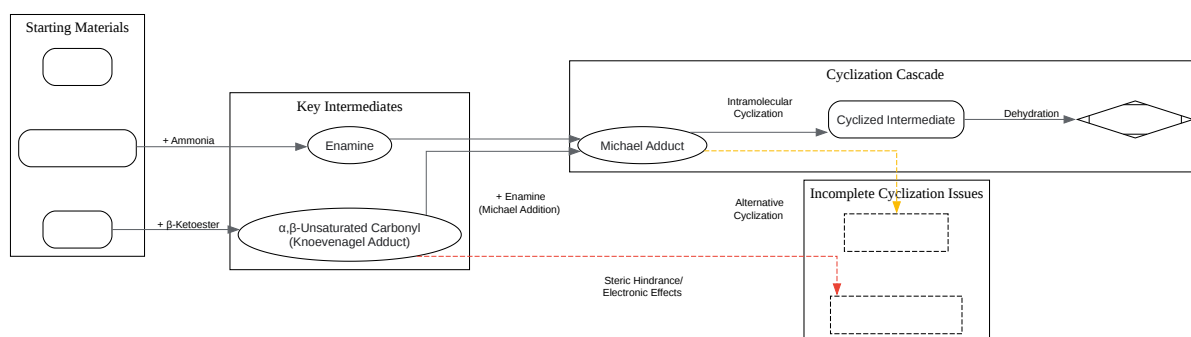 Starting Materials
+ Ammonia
+ β-Ketoester
Key Intermediates
Enamine
α,β-Unsaturated Carbonyl
(Knoevenagel Adduct)
+ Enamine
(Michael Addition)
Cyclization Cascade
Michael Adduct
Intramolecular
Cyclization
Cyclized Intermediate
Dehydration
Alternative
Cyclization
Steric Hindrance/
Electronic Effects
Incomplete Cyclization Issues